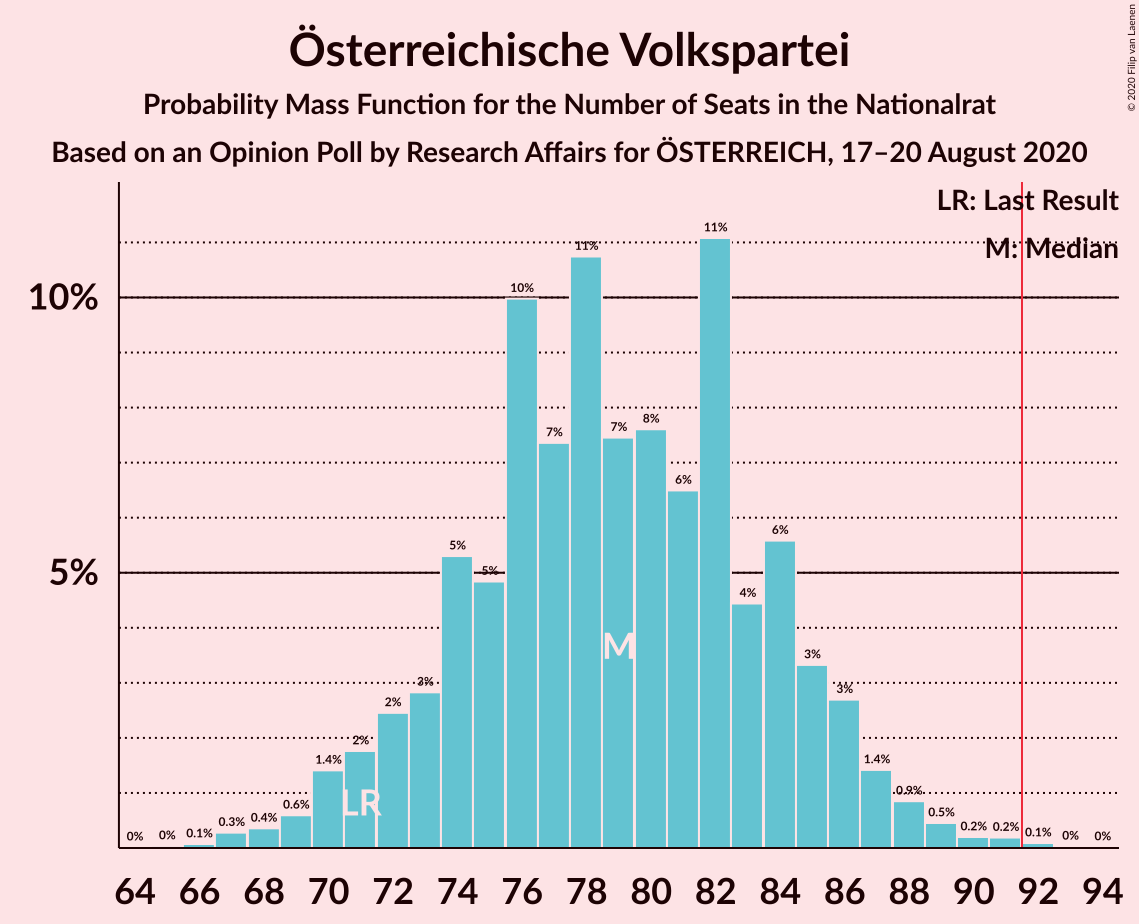 Österreichische Volkspartei
Probability Mass Function for the Number of Seats in the Nationalrat
Based on an Opinion Poll by Research Affairs for ÖSTERREICH, 17–20 August 2020
© 2020 Filip van Laenen
LR: Last Result
M: Median
10%
5%
0% 0% 0.1% 0.3% 0.4% 0.6% 1.4% 2% 2% 3% 5% 5% 10% 7% 11% 7% 8% 6% 11% 4% 6% 3% 3% 1.4% 0.9% 0.5% 0.2% 0.2% 0.1% 0% 0%
LR
M
64 66 68 70 72 74 76 78 80 82 84 86 88 90 92 94